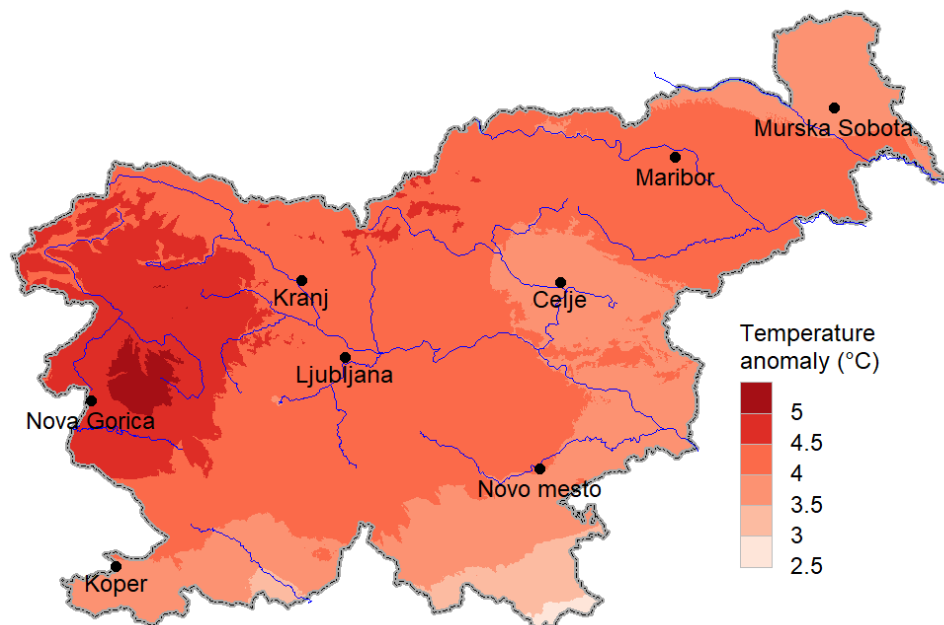 Murska Sobota
Maribor
Kranj
Celje
Ljubljana
Nova Gorica
Novo mesto
Koper
Temperature
anomaly (°C)
5
4.5
4
3.5
3
2.5